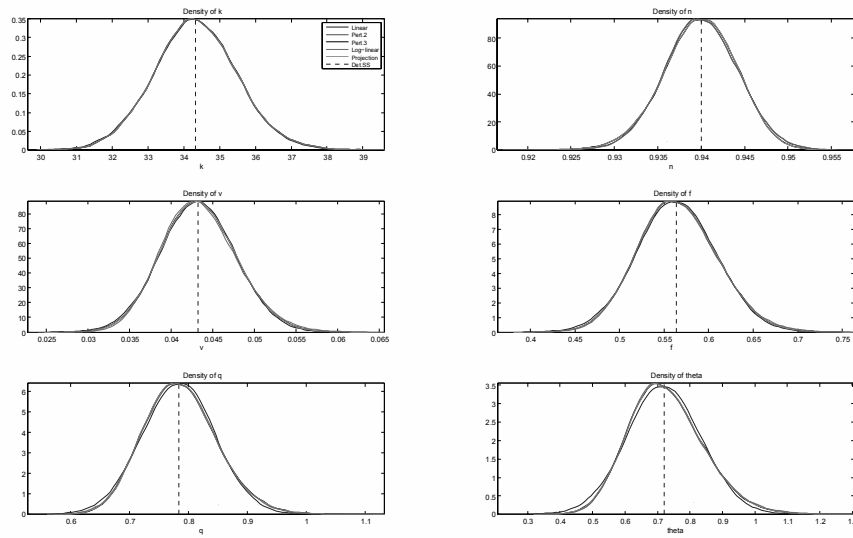 Density of k
0.35
0.3
0.25
0.2
0.15
0.1
0.05
0
30 31 32 33 34 35 36 37 38 39
k
Linear
Pert.2
Pert.3
Log-linear
Projection
Det.SS
Density of n
80
60
40
20
0
0.92 0.925 0.93 0.935 0.94 0.945 0.95 0.955
n
Density of v
80
70
60
50
40
30
20
10
0
0.025 0.03 0.035 0.04 0.045 0.05 0.055 0.06 0.065
v
Density of f
8
7
6
5
4
3
2
1
0
0.4 0.45 0.5 0.55 0.6 0.65 0.7 0.75
f
Density of q
6
5
4
3
2
1
0
0.6 0.7 0.8 0.9 1 1.1
q
Density of theta
3.5
3
2.5
2
1.5
1
0.5
0
0.3 0.4 0.5 0.6 0.7 0.8 0.9 1 1.1 1.2 1.3
theta